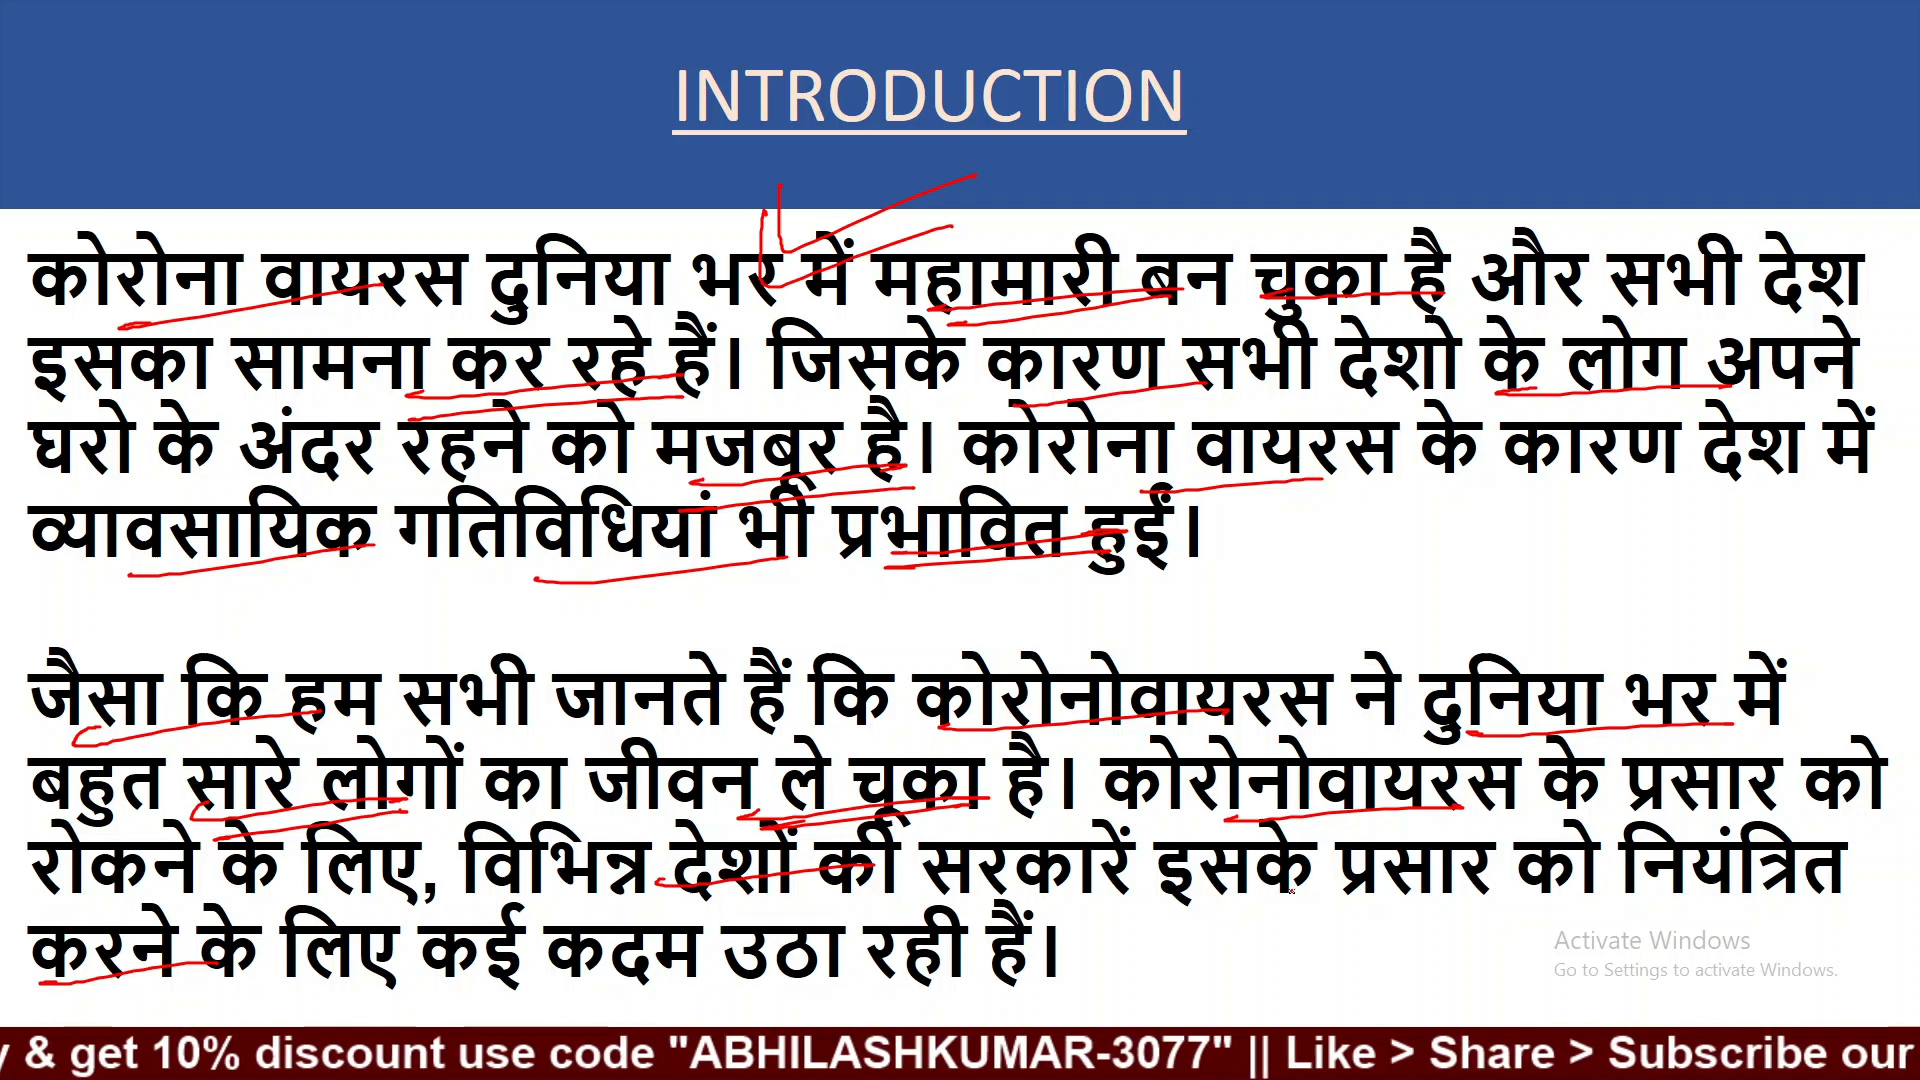 INTRODUCTION
कोरोना वायरस दुनिया भर में महामारी बन चुका है और सभी देश
इसका सामना कर रहे हैं। जिसके कारण सभी देशो के लोग अपने
घरो के अंदर रहने को मजबूर है। कोरोना वायरस के कारण देश में
व्यावसायिक गतिविधियां भी प्रभावित हुईं।
जैसा कि हम सभी जानते हैं कि कोरोनोवायरस ने दुनिया भर में
बहुत सारे लोगों का जीवन ले चूका है। कोरोनोवायरस के प्रसार को
रोकने के लिए, विभिन्न देशों की सरकारें इसके प्रसार को नियंत्रित
करने के लिए कई कदम उठा रही हैं।
Activate Windows
Go to Settings to activate Windows.
y & get 10% discount use code "ABHILASHKUMAR-3077" || Like > Share > Subscribe our